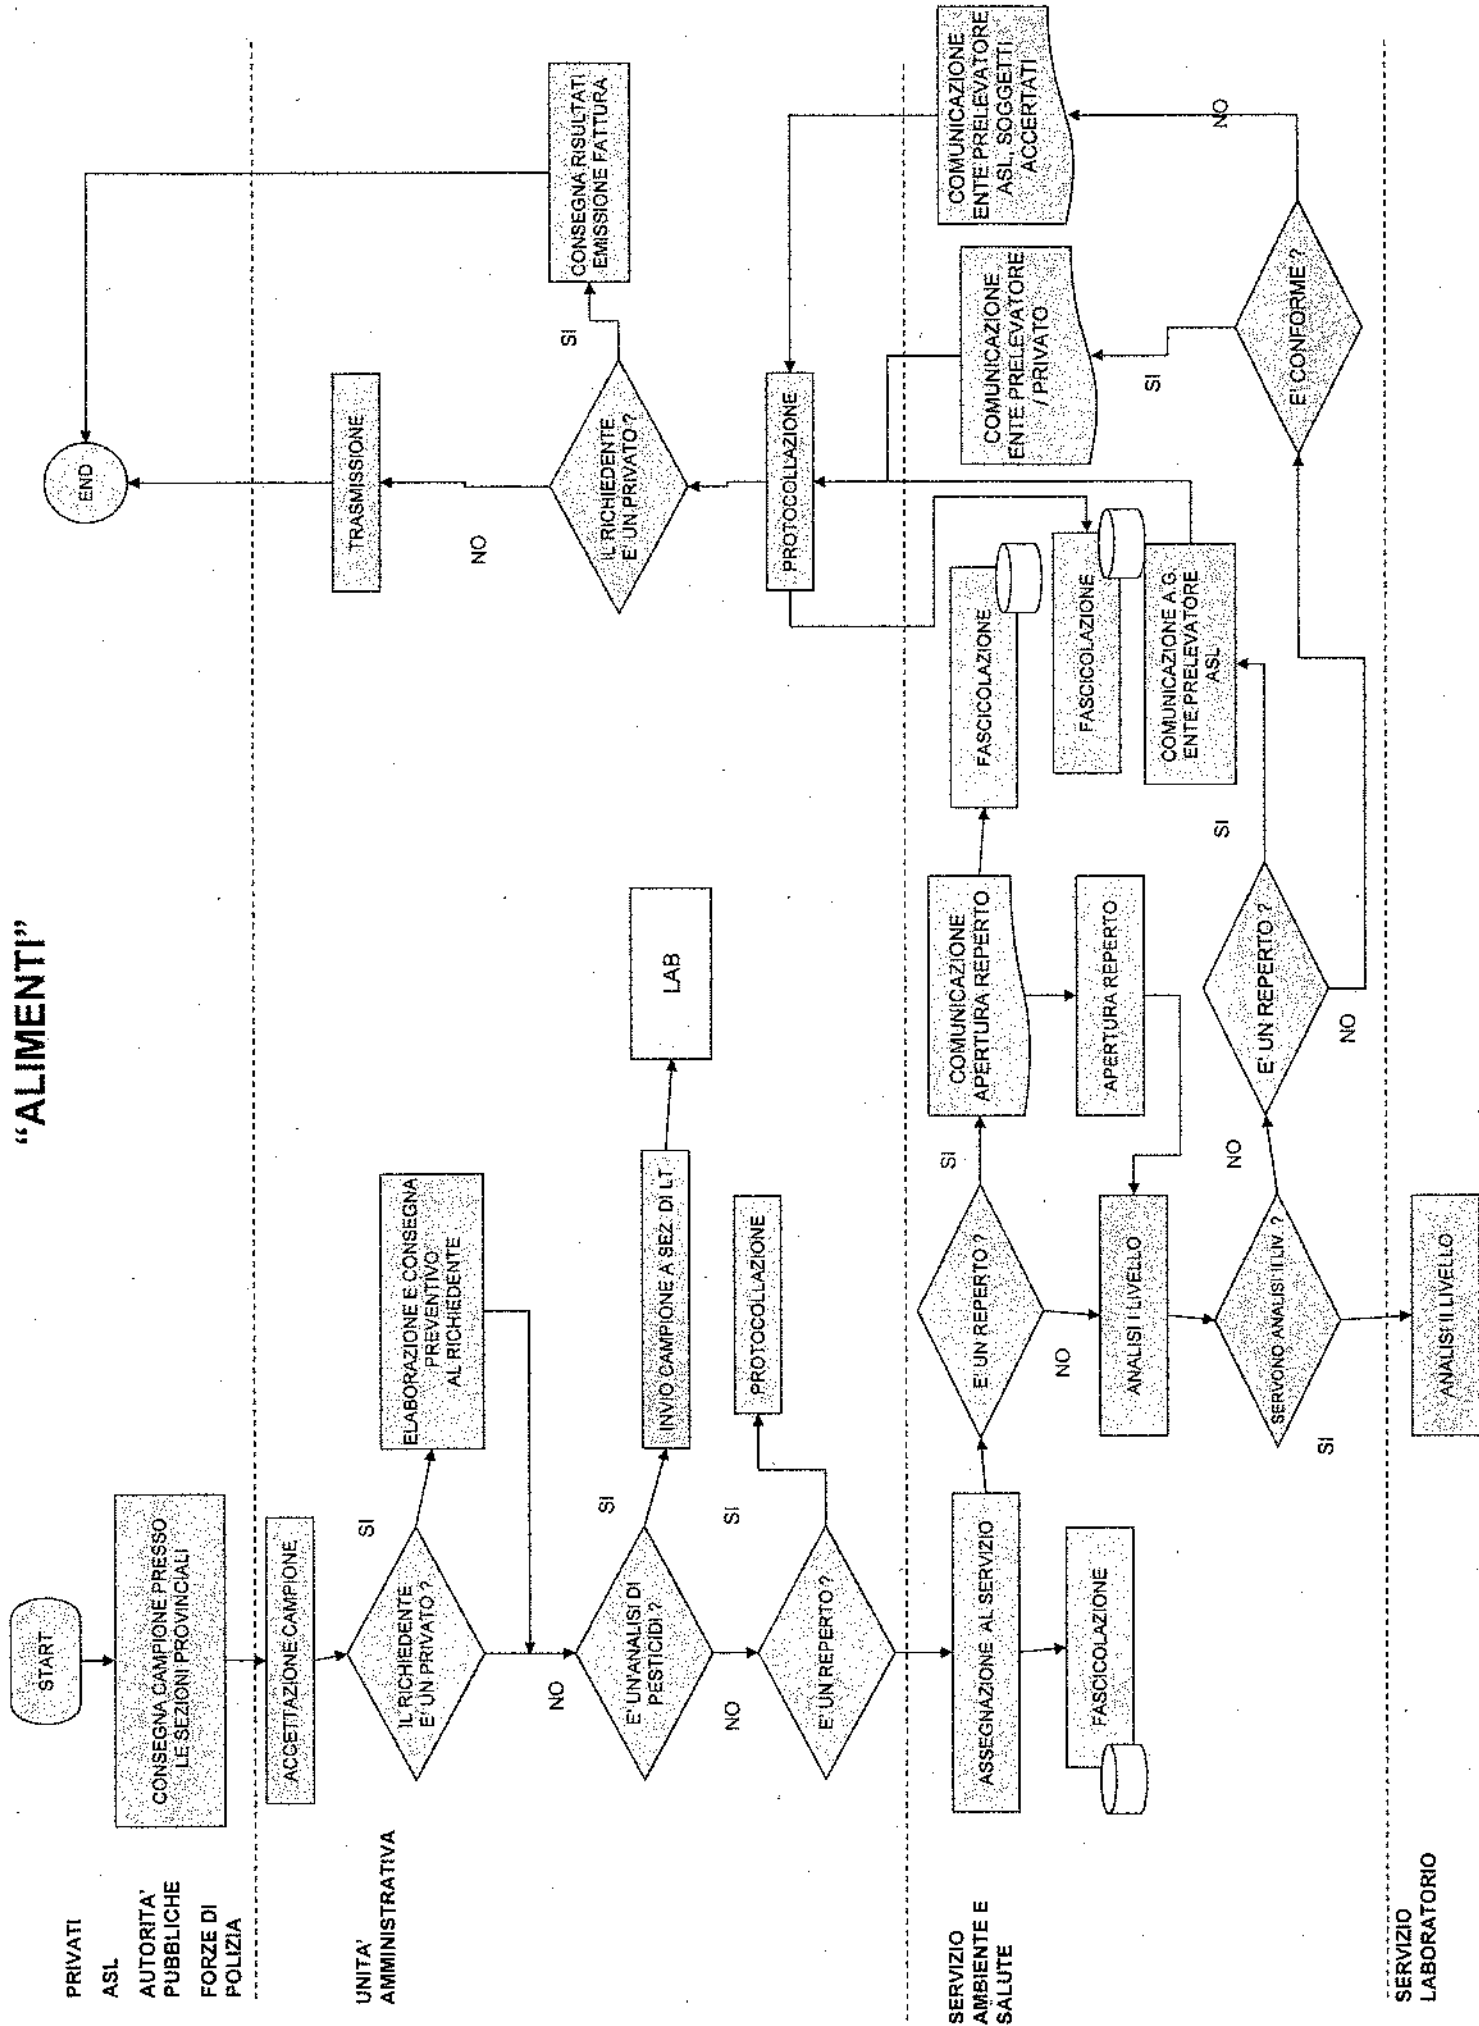 “ALIMENTI”
PRIVATI
ASL
AUTORITA’
PUBBLICHE
FORZE DI
POLIZIA
START
CONSEGNA CAMPIONE PRESSO
LE SEZIONI PROVINCIALI
END
UNITA’
AMMINISTRATIVA
ACCETTAZIONE CAMPIONE
IL RICHIEDENTE
E’ UN PRIVATO ?
SI
ELABORAZIONE E CONSEGNA
PREVENTIVO
AL RICHIEDENTE
NO
E’ UN’ANALISI DI
PESTICIDI ?
SI
INVIO CAMPIONE A SEZ. DI LT
LAB
NO
E’ UN REPERTO ?
SI
PROTOCOLLAZIONE
TRASMISSIONE
NO
IL RICHIEDENTE
E’ UN PRIVATO ?
SI
CONSEGNA RISULTATI
EMISSIONE FATTURA
PROTOCOLLAZIONE
SERVIZIO
AMBIENTE E
SALUTE
ASSEGNAZIONE AL SERVIZIO
FASCICOLAZIONE
E’ UN REPERTO ?
SI
NO
COMUNICAZIONE
APERTURA REPERTO
APERTURA REPERTO
FASCICOLAZIONE
ANALISI I LIVELLO
SERVONO ANALISI II LIV. ?
NO
SI
E’ UN REPERTO ?
SI
NO
FASCICOLAZIONE
COMUNICAZIONE A.G.
ENTE PRELEVATORE
ASL
COMUNICAZIONE
ENTE PRELEVATORE
/ PRIVATO
COMUNICAZIONE
ENTE PRELEVATORE
ASL, SOGGETTI
ACCERTATI
SI
E’ CONFORME ?
NO
SERVIZIO
LABORATORIO
ANALISI II LIVELLO